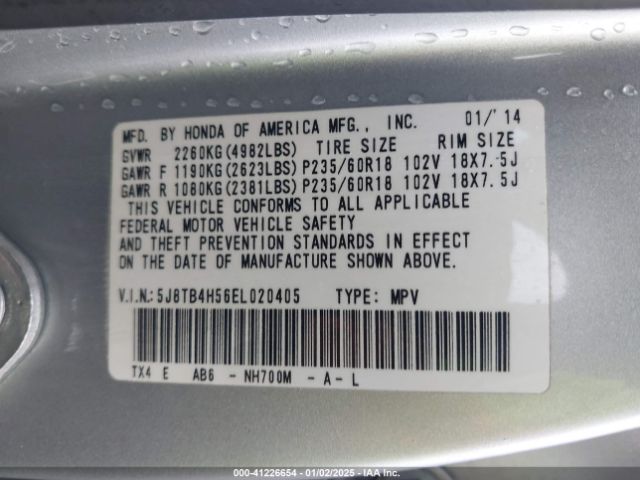 MFD. BY HONDA OF AMERICA MFG., INC. 01/'14
GVWR 2260KG(4982LBS) TIRE SIZE RIM SIZE
GAWR F 1190KG(2623LBS) P235/60R18 102V 18X7.5J
GAWR R 1080KG(2381LBS) P235/60R18 102V 18X7.5J
THIS VEHICLE CONFORMS TO ALL APPLICABLE
FEDERAL MOTOR VEHICLE SAFETY
AND THEFT PREVENTION STANDARDS IN EFFECT
ON THE DATE OF MANUFACTURE SHOWN ABOVE.
V.I.N.: 5J8TB4H56EL020405 TYPE: MPV
TX4 E AB6 - NH700M - A - L
000-41226654 - 01/02/2025 - IAA Inc.